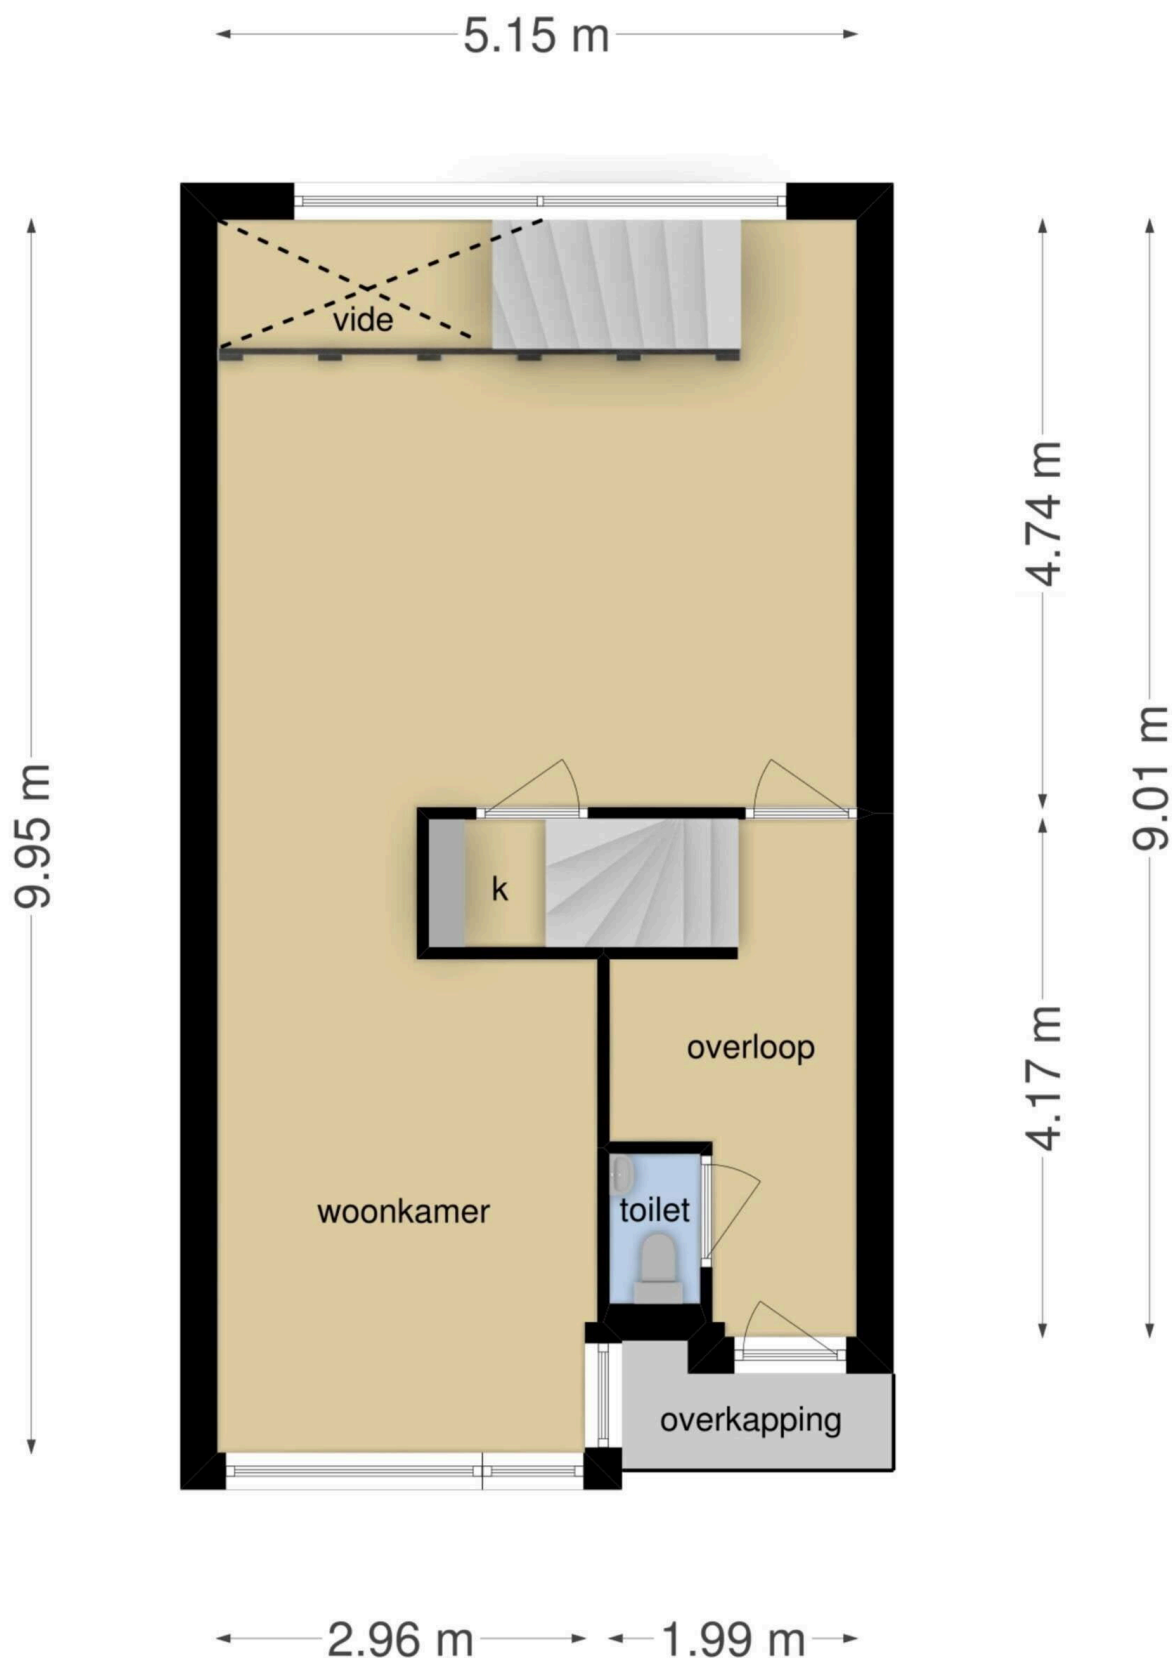 5.15 m
vide
4.74 m
9.95 m
9.01 m
k
overloop
4.17 m
woonkamer
toilet
overkapping
2.96 m
1.99 m